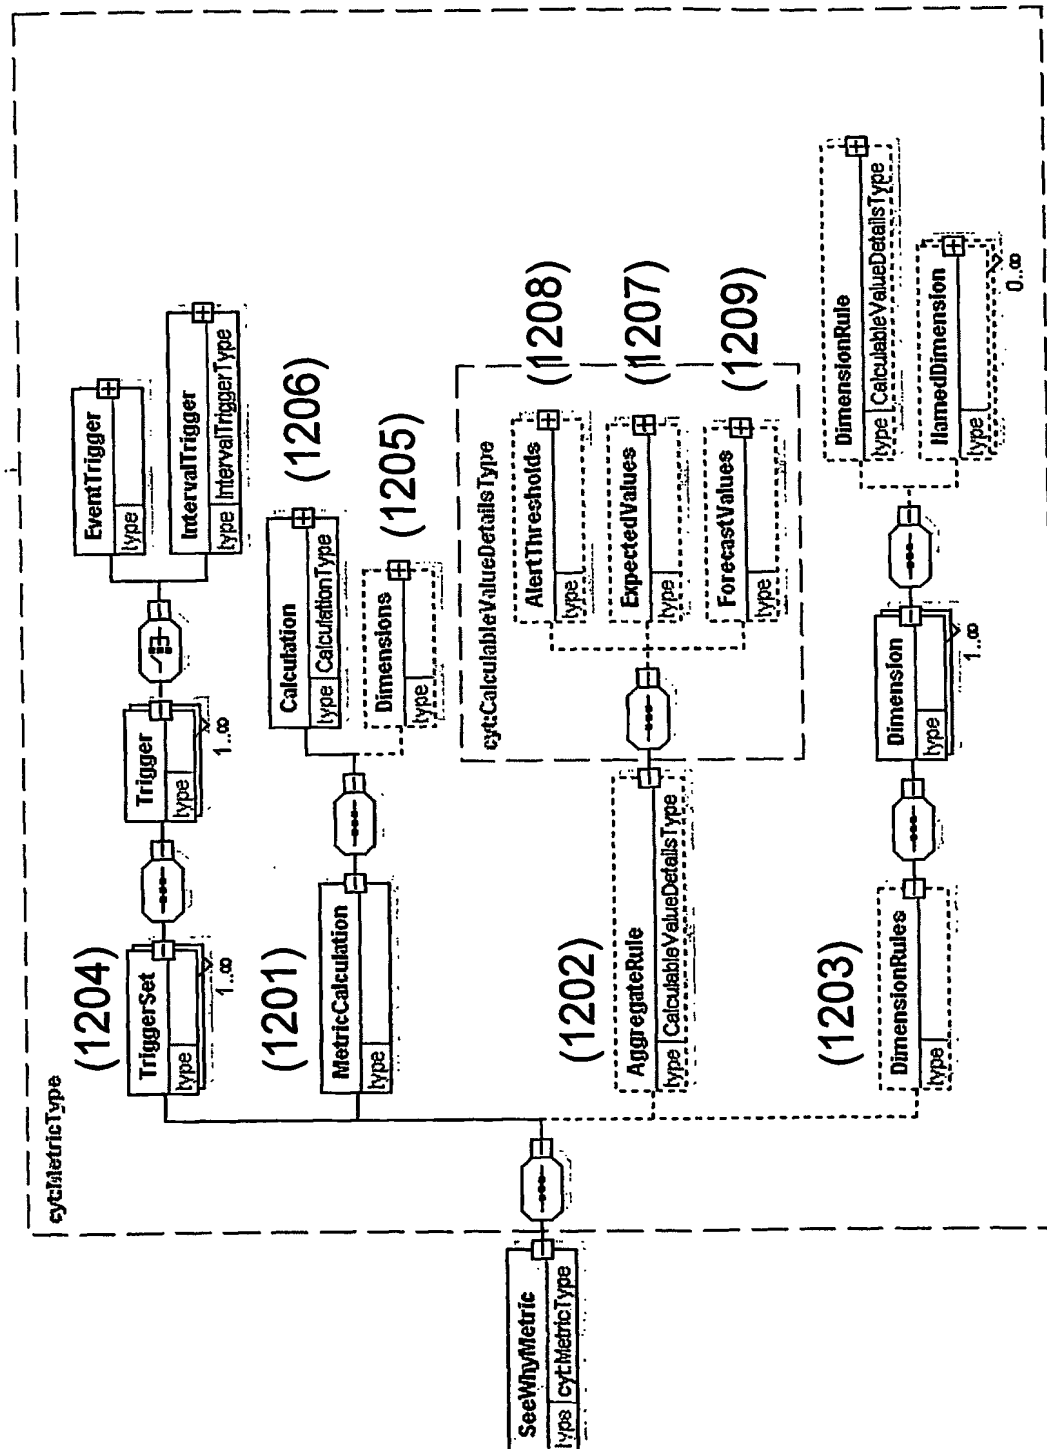 cyt:MetricType
SeeWhyMetric
type cyt:MetricType
(1204)
TriggerSet
type
1..∞
Trigger
type
1..∞
EventTrigger
type
IntervalTrigger
type IntervalTriggerType
(1201)
MetricCalculation
type
Calculation
type CalculationType
(1206)
Dimensions
type
(1205)
(1202)
AggregateRule
type CalculableValueDetailsType
cyt:CalculableValueDetailsType
AlertThresholds
type
(1208)
ExpectedValues
type
(1207)
ForecastValues
type
(1209)
(1203)
DimensionRules
type
Dimension
type
1..∞
DimensionRule
type CalculableValueDetailsType
NamedDimension
type
0..∞